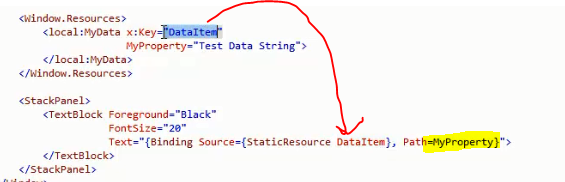 <Window.Resources>
<local:MyData x:Key="DataItem"
MyProperty="Test Data String">
</local:MyData>
</Window.Resources>
<StackPanel>
<TextBlock Foreground="Black"
FontSize="20"
Text="{Binding Source={StaticResource DataItem}, Path=MyProperty}">
</TextBlock>
</StackPanel>